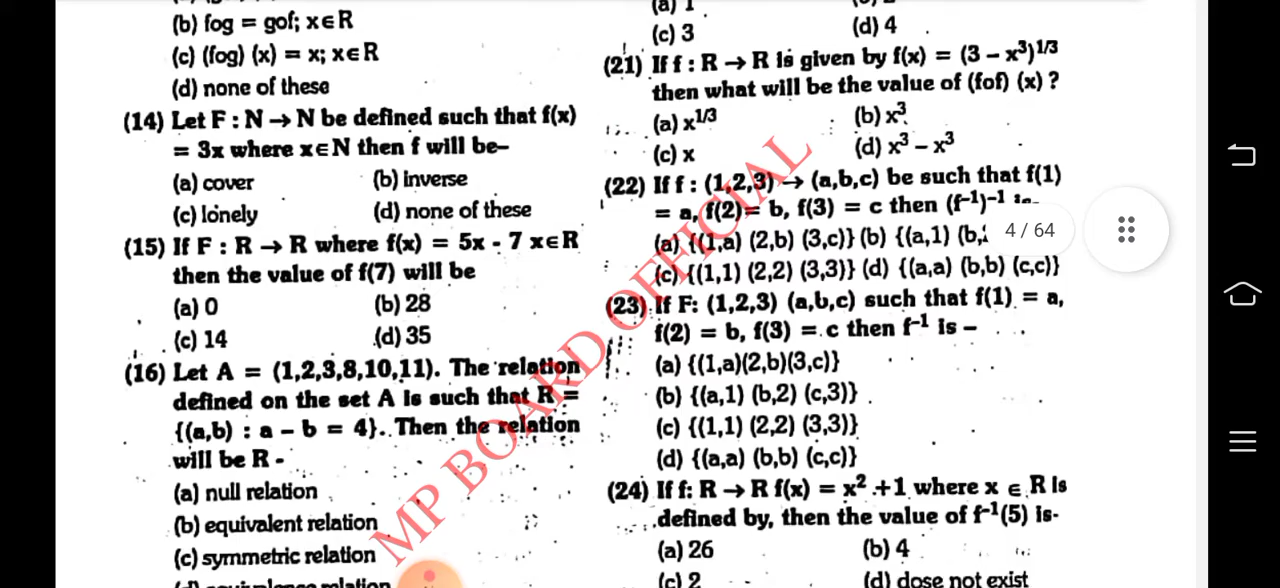 (b) fog = gof; x∈R
(c) (fog) (x) = x; x∈R
(d) none of these
(14) Let F : N → N be defined such that f(x)
= 3x where x∈N then f will be–
(a) cover
(b) inverse
(c) lonely
(d) none of these
(15) If F : R → R where f(x) = 5x - 7 x∈R
then the value of f(7) will be
(a) 0
(b) 28
(c) 14
(d) 35
(16) Let A = (1,2,3,8,10,11). The relation
defined on the set A is such that R =
{(a,b) : a – b = 4}. Then the relation
will be R -
(a) null relation
(b) equivalent relation
(c) symmetric relation
(a) 1
(c) 3
(d) 4
(21) If f : R → R is given by f(x) = (3 – x³)^1/3
then what will be the value of (fof) (x) ?
(a) x^1/3
(b) x³
(c) x
(d) x³ – x³
(22) If f : (1,2,3) → (a,b,c) be such that f(1)
= a, f(2)= b, f(3) = c then (f⁻¹)⁻¹
(a) {(1,a) (2,b) (3,c)} (b) {(a,1)
(c) {(1,1) (2,2) (3,3)} (d) {(a,a) (b,b) (c,c)}
(23) If F: (1,2,3) (a,b,c) such that f(1) = a,
f(2) = b, f(3) = c then f⁻¹ is –
(a) {(1,a)(2,b)(3,c)}
(b) {(a,1) (b,2) (c,3)}
(c) {(1,1) (2,2) (3,3)}
(d) {(a,a) (b,b) (c,c)}
(24) If f: R → R f(x) = x² +1 where x ∈ R is
defined by, then the value of f⁻¹(5) is-
(a) 26
(b) 4
(c) 2
(d) dose not exist
4 / 64
MP BOARD OFFICIAL